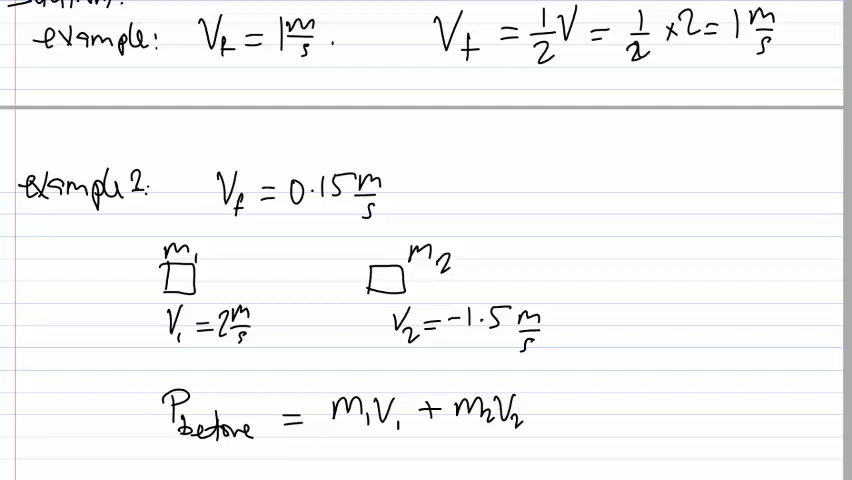 example: V_f = 1 m/s. V_f = 1/2 V = 1/2 × 2 = 1 m/s
example 2: V_f = 0.15 m/s
m_1 m_2
V_1 = 2 m/s V_2 = -1.5 m/s
P_before = m_1V_1 + m_2V_2